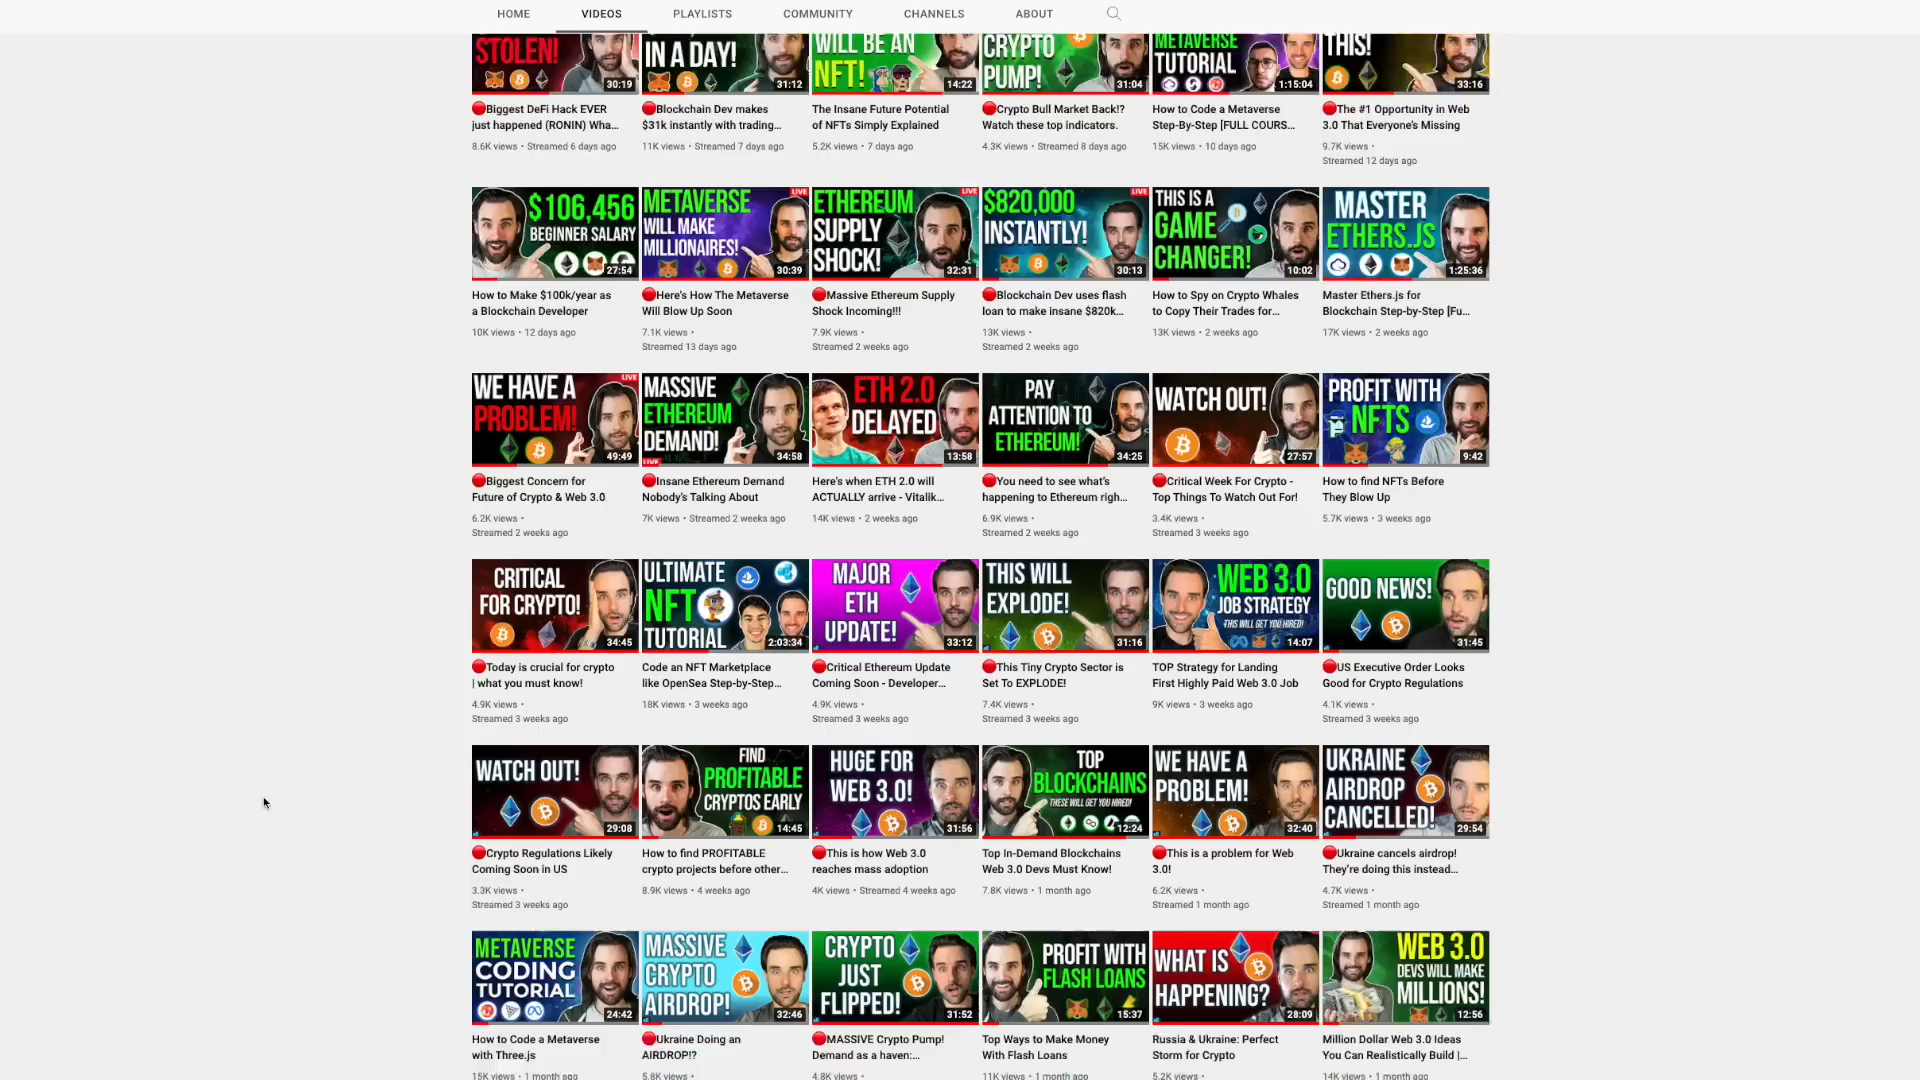 HOME VIDEOS PLAYLISTS COMMUNITY CHANNELS ABOUT
STOLEN! 30:19
IN A DAY! 31:12
WILL BE AN
NFT! 14:22
CRYPTO
PUMP! 31:04
METAVERSE
TUTORIAL 1:15:04
THIS! 33:16
Biggest DeFi Hack EVER
just happened (RONIN) Wha...
8.6K views • Streamed 6 days ago
Blockchain Dev makes
$31k instantly with trading...
11K views • Streamed 7 days ago
The Insane Future Potential
of NFTs Simply Explained
5.2K views • 7 days ago
Crypto Bull Market Back!?
Watch these top indicators.
4.3K views • Streamed 8 days ago
How to Code a Metaverse
Step-By-Step [FULL COURS...
15K views • 10 days ago
The #1 Opportunity in Web
3.0 That Everyone's Missing
9.7K views •
Streamed 12 days ago
$106,456
BEGINNER SALARY
27:54
LIVE
METAVERSE
WILL MAKE
MILLIONAIRES!
30:39
LIVE
ETHEREUM
SUPPLY
SHOCK!
32:31
LIVE
$820,000
INSTANTLY!
30:13
THIS IS A
GAME
CHANGER!
10:02
MASTER
ETHERS.JS
1:25:36
How to Make $100k/year as
a Blockchain Developer
10K views • 12 days ago
Here's How The Metaverse
Will Blow Up Soon
7.1K views •
Streamed 13 days ago
Massive Ethereum Supply
Shock Incoming!!!
7.9K views •
Streamed 2 weeks ago
Blockchain Dev uses flash
loan to make insane $820k...
13K views •
Streamed 2 weeks ago
How to Spy on Crypto Whales
to Copy Their Trades for...
13K views • 2 weeks ago
Master Ethers.js for
Blockchain Step-by-Step [Fu...
17K views • 2 weeks ago
LIVE
WE HAVE A
PROBLEM!
49:49
MASSIVE
ETHEREUM
DEMAND!
LIVE
34:58
ETH 2.0
DELAYED
13:58
PAY
ATTENTION TO
ETHEREUM!
34:25
WATCH OUT!
27:57
PROFIT WITH
NFTS
9:42
Biggest Concern for
Future of Crypto & Web 3.0
6.2K views •
Streamed 2 weeks ago
Insane Ethereum Demand
Nobody's Talking About
7K views • Streamed 2 weeks ago
Here's when ETH 2.0 will
ACTUALLY arrive - Vitalik...
14K views • 2 weeks ago
You need to see what's
happening to Ethereum righ...
6.9K views •
Streamed 2 weeks ago
Critical Week For Crypto -
Top Things To Watch Out For!
3.4K views •
Streamed 3 weeks ago
How to find NFTs Before
They Blow Up
5.7K views • 3 weeks ago
CRITICAL
FOR CRYPTO!
34:45
ULTIMATE
NFT
TUTORIAL
2:03:34
MAJOR
ETH
UPDATE!
33:12
THIS WILL
EXPLODE!
31:16
WEB 3.0
JOB STRATEGY
THIS WILL GET YOU HIRED!
14:07
GOOD NEWS!
31:45
Today is crucial for crypto
| what you must know!
4.9K views •
Streamed 3 weeks ago
Code an NFT Marketplace
like OpenSea Step-by-Step...
18K views • 3 weeks ago
Critical Ethereum Update
Coming Soon - Developer...
4.9K views •
Streamed 3 weeks ago
This Tiny Crypto Sector is
Set To EXPLODE!
7.4K views •
Streamed 3 weeks ago
TOP Strategy for Landing
First Highly Paid Web 3.0 Job
9K views • 3 weeks ago
US Executive Order Looks
Good for Crypto Regulations
4.1K views •
Streamed 3 weeks ago
WATCH OUT!
29:08
FIND
PROFITABLE
CRYPTOS EARLY
14:45
HUGE FOR
WEB 3.0!
31:56
TOP
BLOCKCHAINS
THESE WILL GET YOU HIRED!
12:24
WE HAVE A
PROBLEM!
32:40
UKRAINE
AIRDROP
CANCELLED!
29:54
Crypto Regulations Likely
Coming Soon in US
3.3K views •
Streamed 3 weeks ago
How to find PROFITABLE
crypto projects before other...
8.9K views • 4 weeks ago
This is how Web 3.0
reaches mass adoption
4K views • Streamed 4 weeks ago
Top In-Demand Blockchains
Web 3.0 Devs Must Know!
7.8K views • 1 month ago
This is a problem for Web
3.0!
6.2K views •
Streamed 1 month ago
Ukraine cancels airdrop!
They're doing this instead...
4.7K views •
Streamed 1 month ago
METAVERSE
CODING
TUTORIAL
24:42
MASSIVE
CRYPTO
AIRDROP!
32:46
CRYPTO
JUST
FLIPPED!
31:52
PROFIT WITH
FLASH LOANS
15:37
WHAT IS
HAPPENING?
28:09
WEB 3.0
DEVS WILL MAKE
MILLIONS!
12:56
How to Code a Metaverse
with Three.js
15K views • 1 month ago
Ukraine Doing an
AIRDROP!?
5.8K views •
MASSIVE Crypto Pump!
Demand as a haven:...
4.8K views •
Top Ways to Make Money
With Flash Loans
11K views • 1 month ago
Russia & Ukraine: Perfect
Storm for Crypto
5.2K views •
Million Dollar Web 3.0 Ideas
You Can Realistically Build |...
14K views • 1 month ago